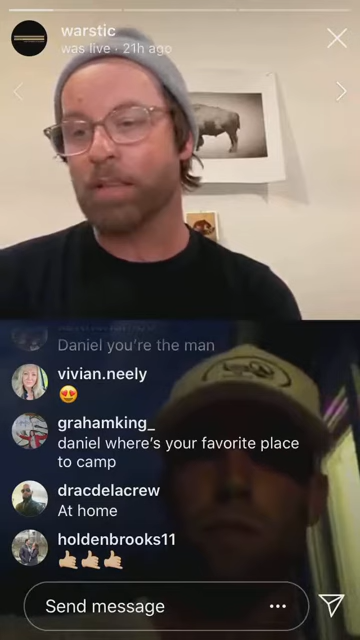 warstic
was live · 21h ago
Daniel you're the man
vivian.neely
😍
grahamking_
daniel where's your favorite place
to camp
dracdelacrew
At home
holdenbrooks11
🤙🏼🤙🏼🤙🏼
Send message